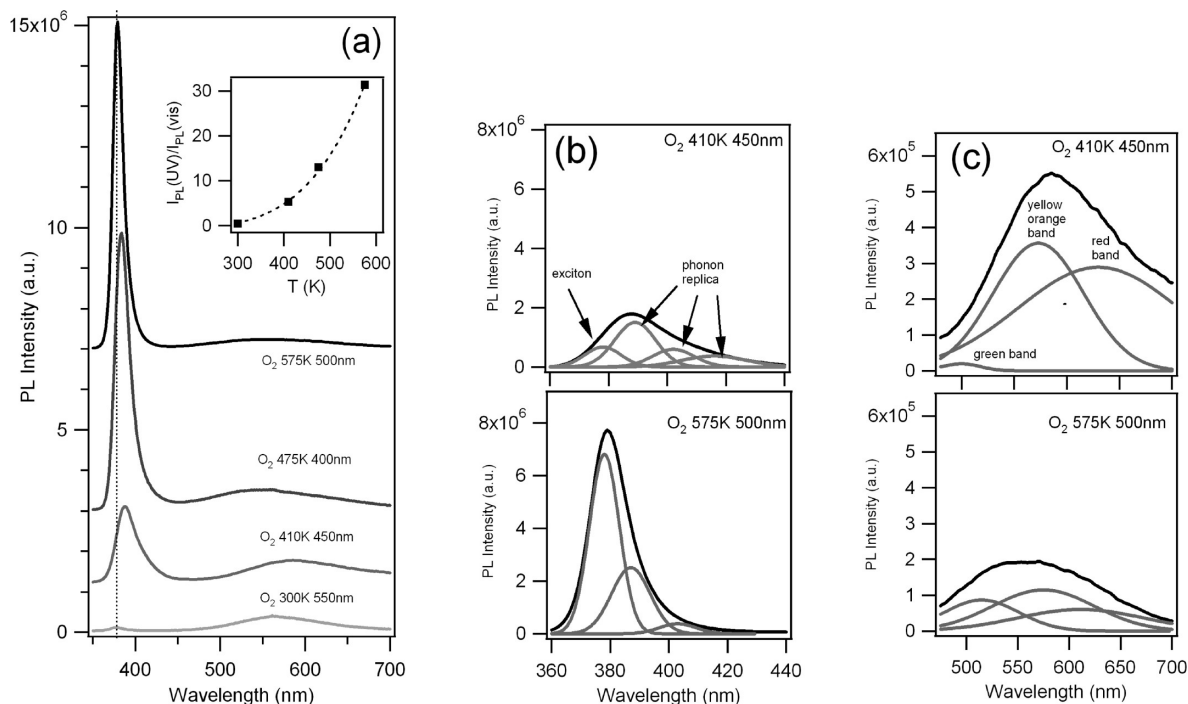 15x10⁶
10
5
0
PL Intensity (a.u.)
400
500
600
700
Wavelength (nm)
(a)
30
20
10
0
I_PL(UV)/I_PL(vis)
300
400
500
600
T (K)
O₂ 575K 500nm
O₂ 475K 400nm
O₂ 410K 450nm
O₂ 300K 550nm
(b)
O₂ 410K 450nm
8x10⁶
6
4
2
0
PL Intensity (a.u.)
exciton
phonon
replica
360
380
400
420
440
O₂ 575K 500nm
8x10⁶
6
4
2
0
PL Intensity (a.u.)
360
380
400
420
440
Wavelength (nm)
(c)
O₂ 410K 450nm
6x10⁵
5
4
3
2
1
0
PL Intensity (a.u.)
yellow
orange
band
red
band
green band
O₂ 575K 500nm
6x10⁵
5
4
3
2
1
0
PL Intensity (a.u.)
500
550
600
650
700
Wavelength (nm)